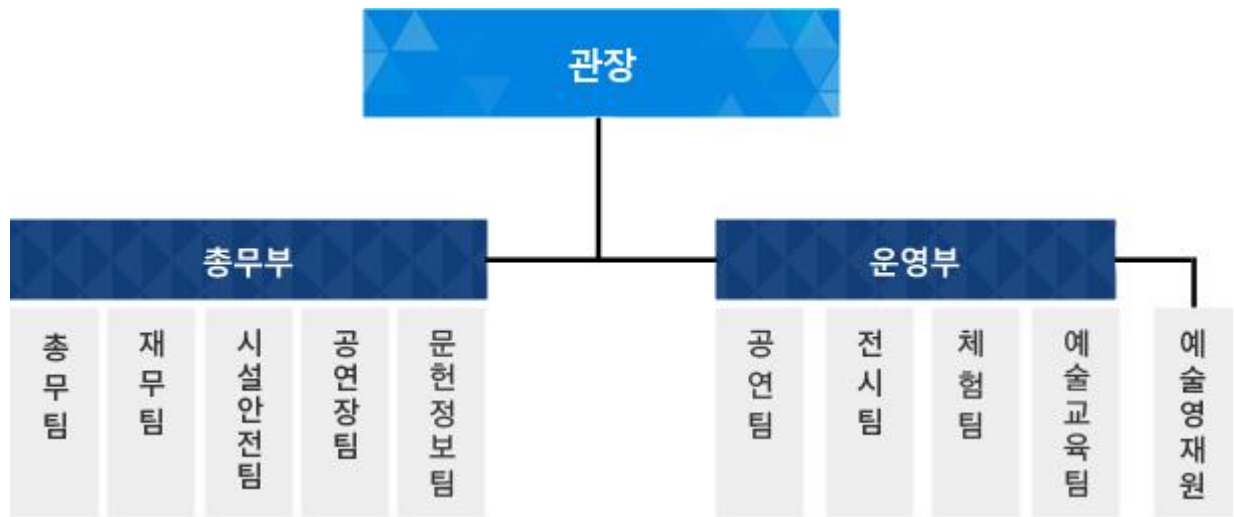 관장
총무부
운영부
총무팀
재무팀
시설안전팀
공연장팀
문헌정보팀
공연팀
전시팀
체험팀
예술교육팀
예술영재원